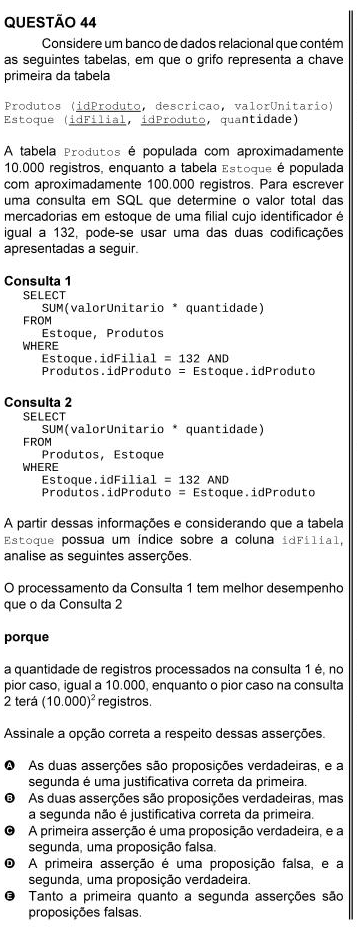 QUESTÃO 44
Considere um banco de dados relacional que contém
as seguintes tabelas, em que o grifo representa a chave
primeira da tabela
Produtos (idProduto, descricao, valorUnitario)
Estoque (idFilial, idProduto, quantidade)
A tabela Produtos é populada com aproximadamente
10.000 registros, enquanto a tabela Estoque é populada
com aproximadamente 100.000 registros. Para escrever
uma consulta em SQL que determine o valor total das
mercadorias em estoque de uma filial cujo identificador é
igual a 132, pode-se usar uma das duas codificações
apresentadas a seguir.
Consulta 1
SELECT
SUM(valorUnitario * quantidade)
FROM
Estoque, Produtos
WHERE
Estoque.idFilial = 132 AND
Produtos.idProduto = Estoque.idProduto
Consulta 2
SELECT
SUM(valorUnitario * quantidade)
FROM
Produtos, Estoque
WHERE
Estoque.idFilial = 132 AND
Produtos.idProduto = Estoque.idProduto
A partir dessas informações e considerando que a tabela
Estoque possua um índice sobre a coluna idFilial,
analise as seguintes asserções.
O processamento da Consulta 1 tem melhor desempenho
que o da Consulta 2
porque
a quantidade de registros processados na consulta 1 é, no
pior caso, igual a 10.000, enquanto o pior caso na consulta
2 terá (10.000)² registros.
Assinale a opção correta a respeito dessas asserções.
A As duas asserções são proposições verdadeiras, e a
segunda é uma justificativa correta da primeira.
B As duas asserções são proposições verdadeiras, mas
a segunda não é justificativa correta da primeira.
C A primeira asserção é uma proposição verdadeira, e a
segunda, uma proposição falsa.
D A primeira asserção é uma proposição falsa, e a
segunda, uma proposição verdadeira.
E Tanto a primeira quanto a segunda asserções são
proposições falsas.